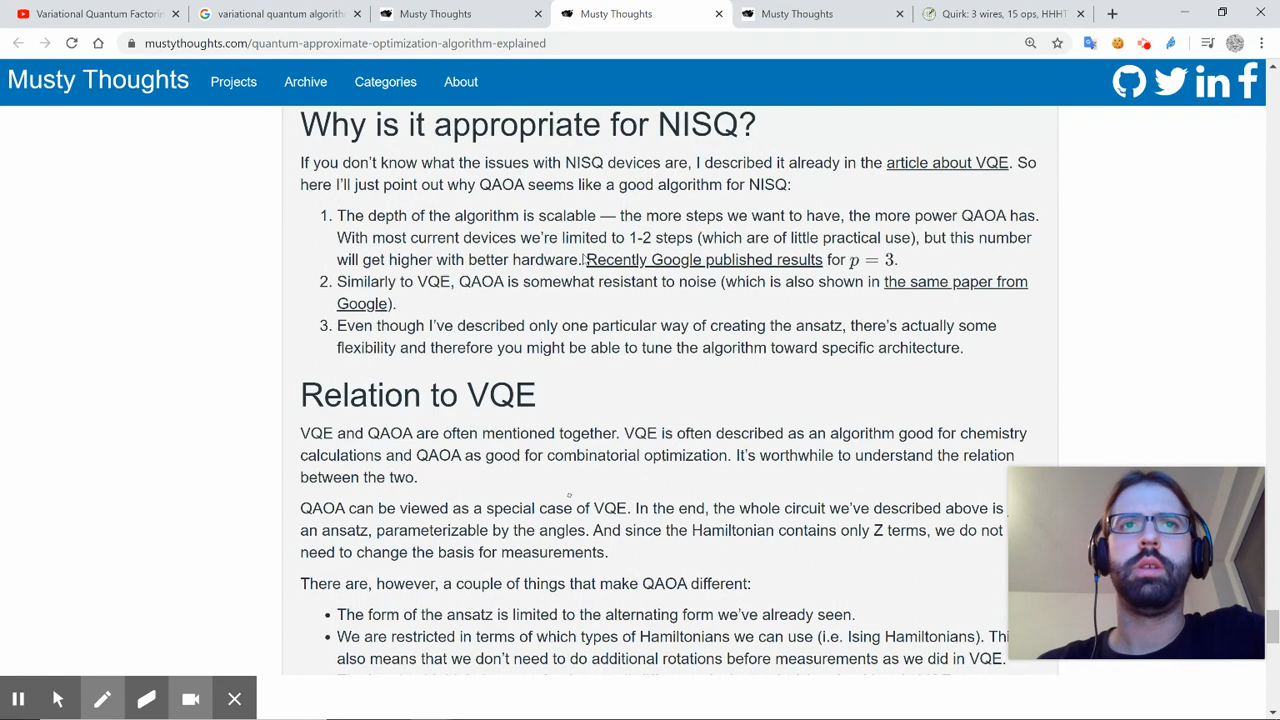 Variational Quantum Factorin
variational quantum algorith
Musty Thoughts
Musty Thoughts
Musty Thoughts
Quirk: 3 wires, 15 ops, HHH
mustythoughts.com/quantum-approximate-optimization-algorithm-explained
Musty Thoughts Projects Archive Categories About
Why is it appropriate for NISQ?
If you don't know what the issues with NISQ devices are, I described it already in the article about VQE. So
here I'll just point out why QAOA seems like a good algorithm for NISQ:
1. The depth of the algorithm is scalable — the more steps we want to have, the more power QAOA has.
With most current devices we're limited to 1-2 steps (which are of little practical use), but this number
will get higher with better hardware. Recently Google published results for p = 3.
2. Similarly to VQE, QAOA is somewhat resistant to noise (which is also shown in the same paper from
Google).
3. Even though I've described only one particular way of creating the ansatz, there's actually some
flexibility and therefore you might be able to tune the algorithm toward specific architecture.
Relation to VQE
VQE and QAOA are often mentioned together. VQE is often described as an algorithm good for chemistry
calculations and QAOA as good for combinatorial optimization. It's worthwhile to understand the relation
between the two.
QAOA can be viewed as a special case of VQE. In the end, the whole circuit we've described above is
an ansatz, parameterizable by the angles. And since the Hamiltonian contains only Z terms, we do not
need to change the basis for measurements.
There are, however, a couple of things that make QAOA different:
• The form of the ansatz is limited to the alternating form we've already seen.
• We are restricted in terms of which types of Hamiltonians we can use (i.e. Ising Hamiltonians). Thi
also means that we don't need to do additional rotations before measurements as we did in VQE.